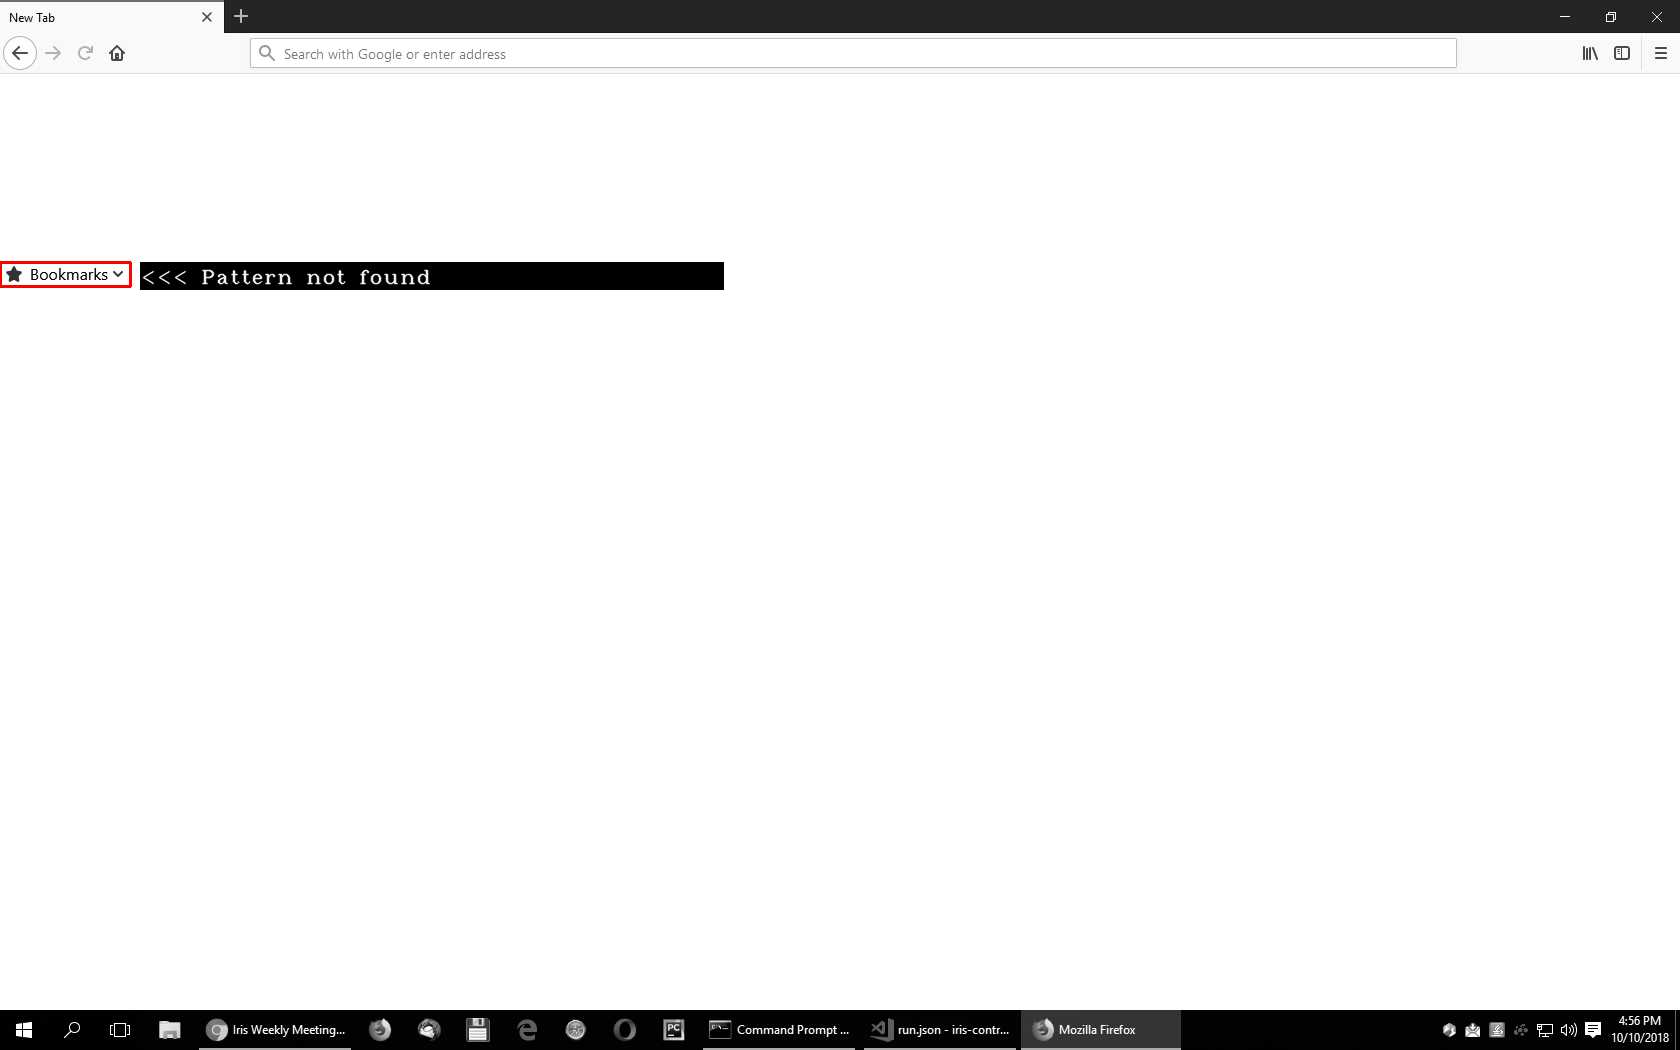 New Tab
Search with Google or enter address
Bookmarks
<<< Pattern not found
Iris Weekly Meeting...
PC
Command Prompt ...
run.json - iris-contr...
Mozilla Firefox
4:56 PM
10/10/2018